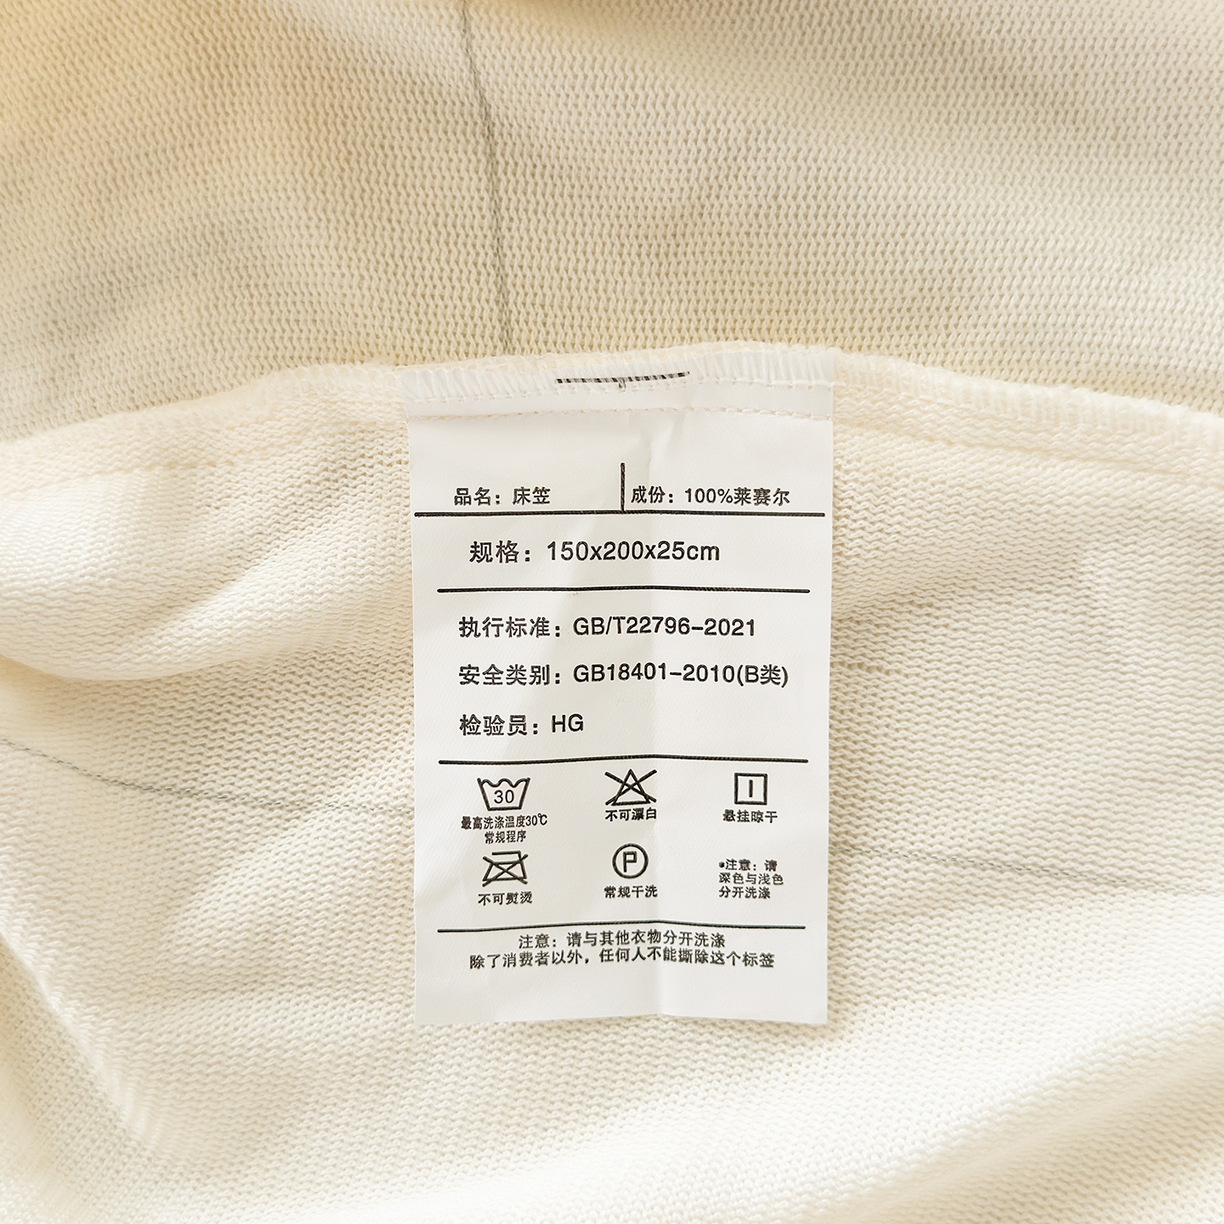 品名：床笠 成份：100%莱赛尔
规格：150x200x25cm
执行标准：GB/T22796-2021
安全类别：GB18401-2010(B类)
检验员：HG
30
最高洗涤温度30℃
常规程序
不可漂白
悬挂晾干
不可熨烫
P
常规干洗
•注意：请
深色与浅色
分开洗涤
注意：请与其他衣物分开洗涤
除了消费者以外，任何人不能撕除这个标签